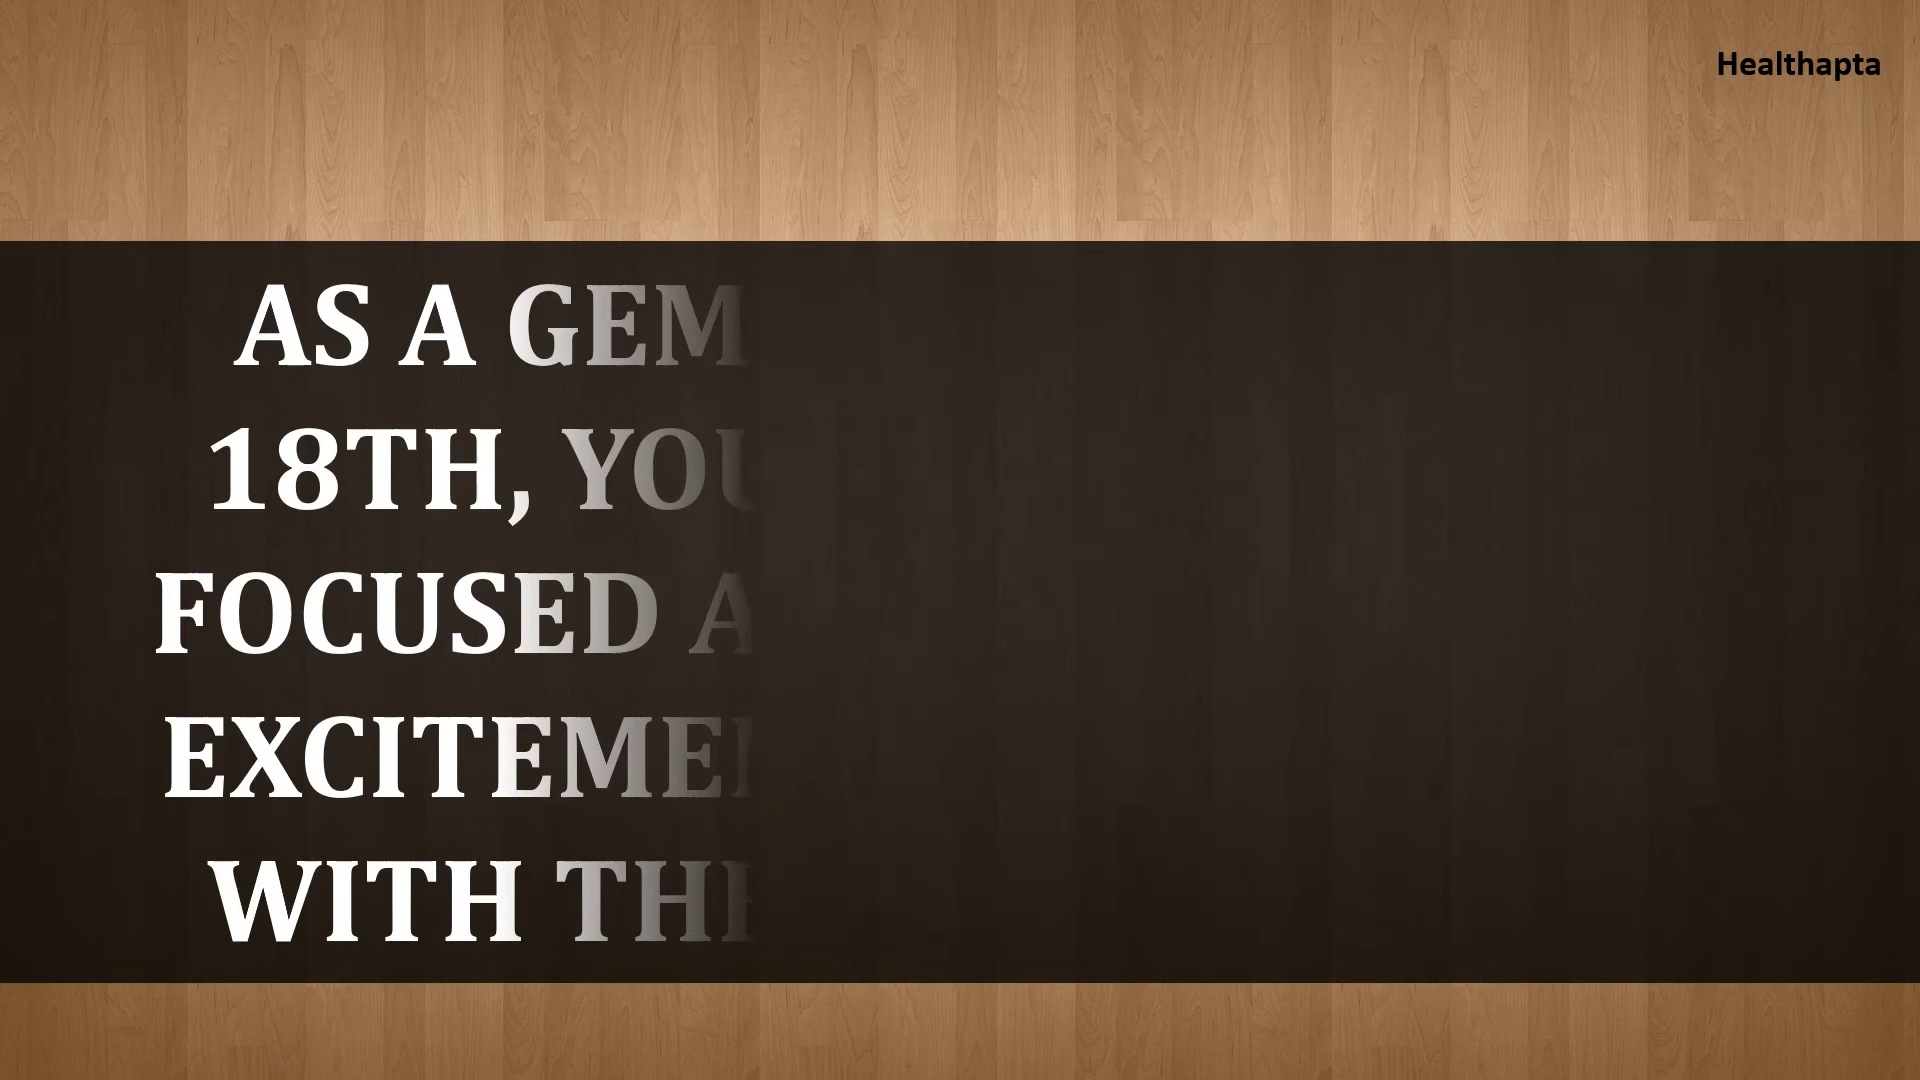 Healthapta
AS A GEM
18TH, YOU
FOCUSED A
EXCITEME
WITH THE